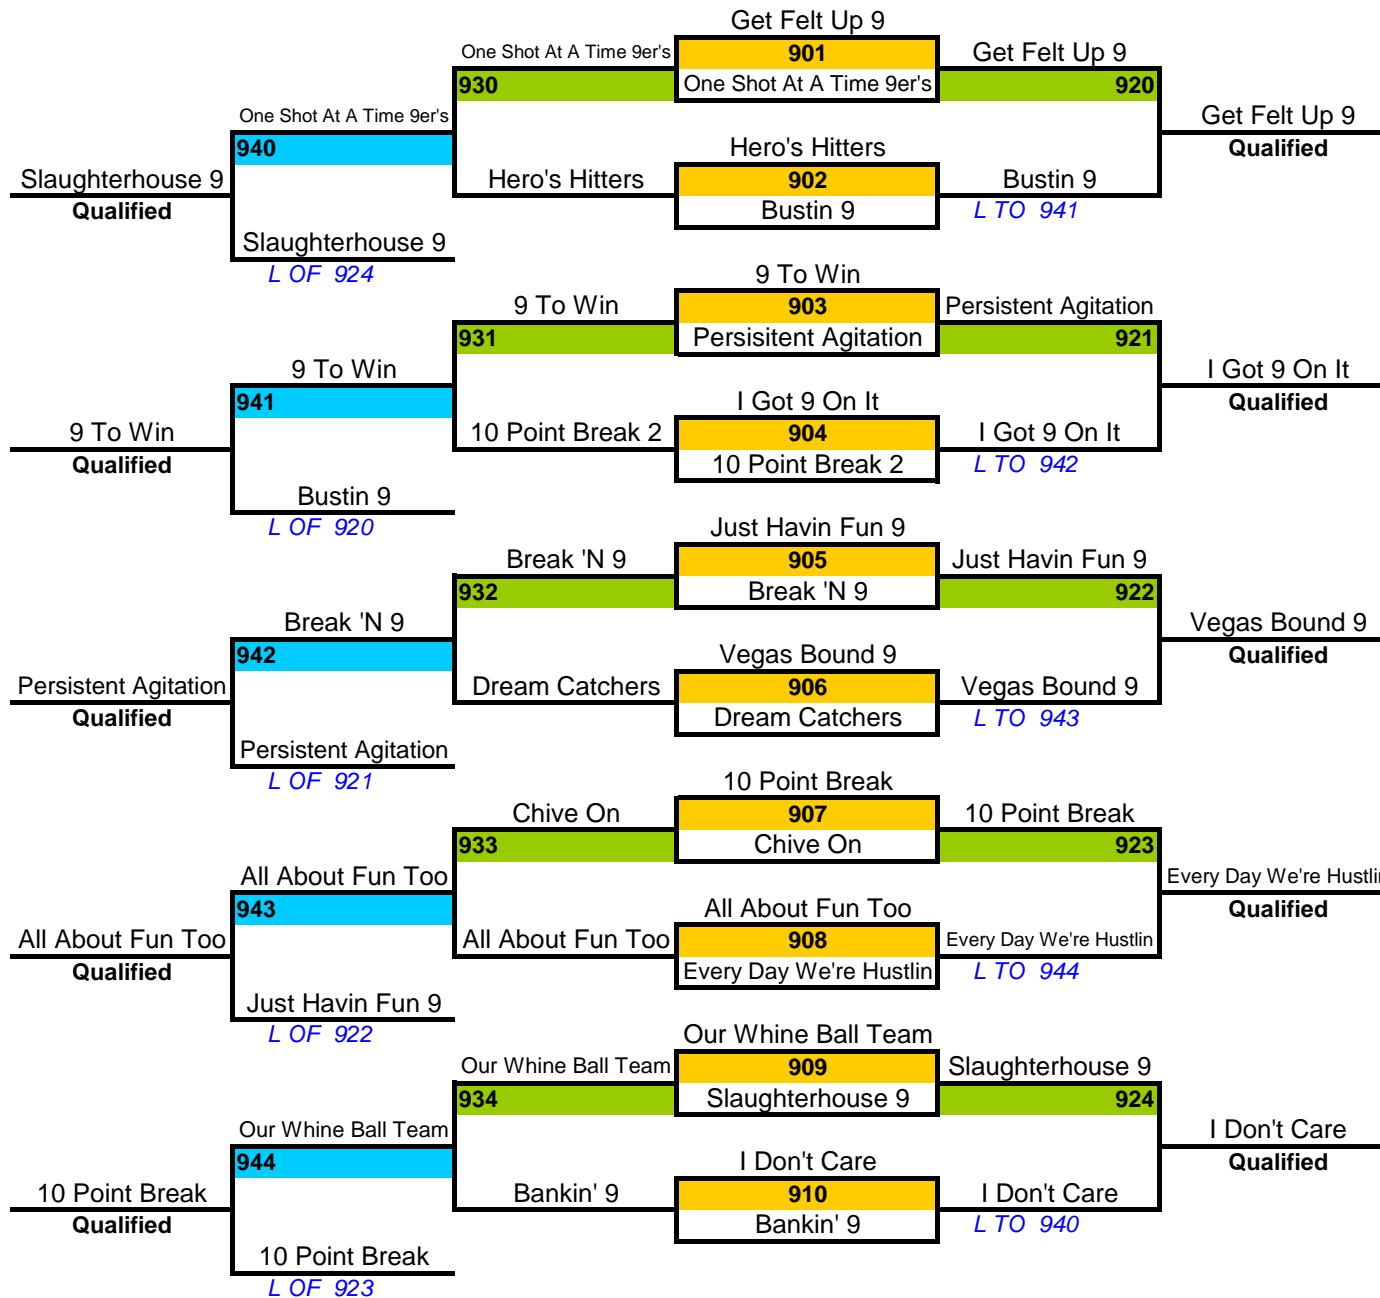 Get Felt Up 9
One Shot At A Time 9er's 901 Get Felt Up 9
930 One Shot At A Time 9er's 920
One Shot At A Time 9er's Get Felt Up 9
940 Hero's Hitters Qualified
Slaughterhouse 9 Hero's Hitters 902 Bustin 9
Qualified Bustin 9 L TO 941
Slaughterhouse 9
L OF 924 9 To Win
9 To Win 903 Persistent Agitation
931 Persisitent Agitation 921
9 To Win I Got 9 On It
941 I Got 9 On It Qualified
9 To Win 10 Point Break 2 904 I Got 9 On It
Qualified 10 Point Break 2 L TO 942
Bustin 9
L OF 920 Just Havin Fun 9
Break 'N 9 905 Just Havin Fun 9
932 Break 'N 9 922
Break 'N 9 Vegas Bound 9
942 Vegas Bound 9 Qualified
Persistent Agitation Dream Catchers 906 Vegas Bound 9
Qualified Dream Catchers L TO 943
Persistent Agitation
L OF 921 10 Point Break
Chive On 907 10 Point Break
933 Chive On 923
All About Fun Too Every Day We're Hustlin
943 All About Fun Too Qualified
All About Fun Too All About Fun Too 908 Every Day We're Hustlin
Qualified Every Day We're Hustlin L TO 944
Just Havin Fun 9
L OF 922 Our Whine Ball Team
Our Whine Ball Team 909 Slaughterhouse 9
934 Slaughterhouse 9 924
Our Whine Ball Team I Don't Care
944 I Don't Care Qualified
10 Point Break Bankin' 9 910 I Don't Care
Qualified Bankin' 9 L TO 940
10 Point Break
L OF 923